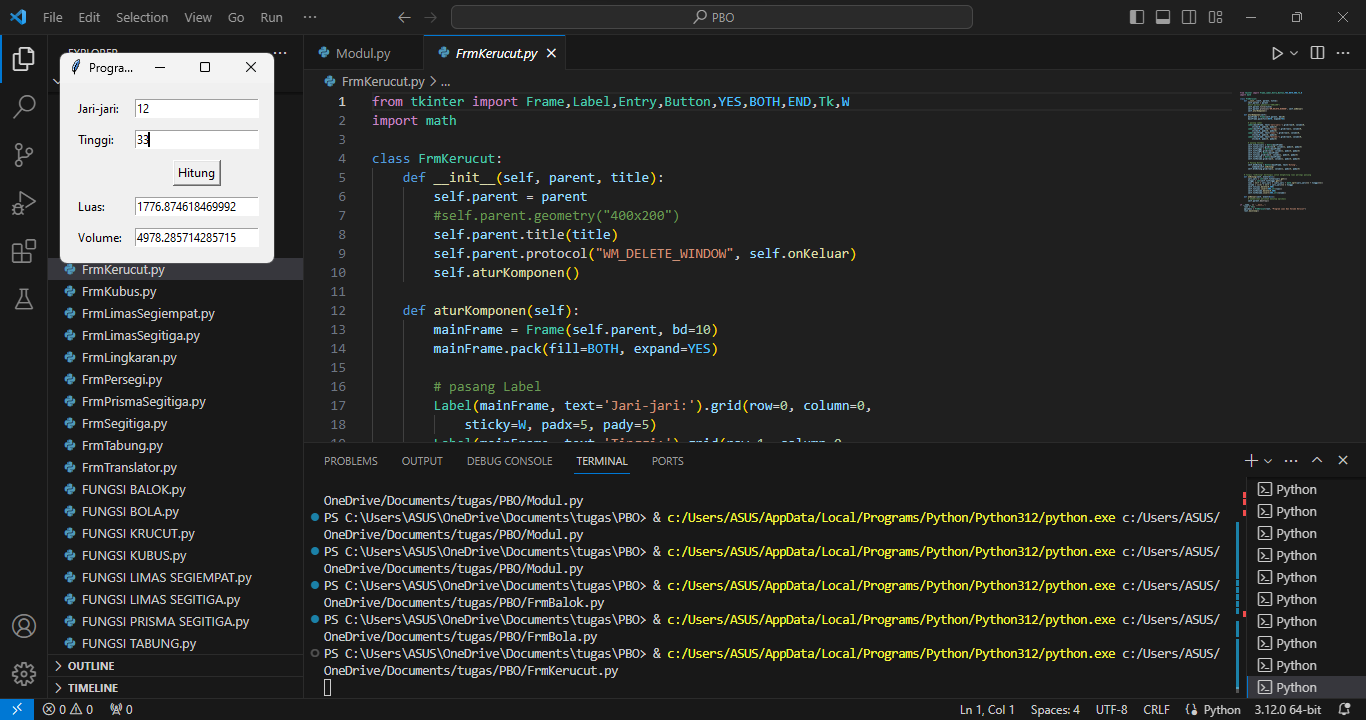 File Edit Selection View Go Run ···
PBO
EXPLORER ···
Progra...
Jari-jari: 12
Tinggi: 33
Hitung
Luas: 1776.874618469992
Volume: 4978.285714285715
FrmKerucut.py
FrmKubus.py
FrmLimasSegiempat.py
FrmLimasSegitiga.py
FrmLingkaran.py
FrmPersegi.py
FrmPrismaSegitiga.py
FrmSegitiga.py
FrmTabung.py
FrmTranslator.py
FUNGSI BALOK.py
FUNGSI BOLA.py
FUNGSI KRUCUT.py
FUNGSI KUBUS.py
FUNGSI LIMAS SEGIEMPAT.py
FUNGSI LIMAS SEGITIGA.py
FUNGSI PRISMA SEGITIGA.py
FUNGSI TABUNG.py
OUTLINE
TIMELINE
Modul.py FrmKerucut.py
FrmKerucut.py > ...
1 from tkinter import Frame,Label,Entry,Button,YES,BOTH,END,Tk,W
2 import math
3
4 class FrmKerucut:
5 def __init__(self, parent, title):
6 self.parent = parent
7 #self.parent.geometry("400x200")
8 self.parent.title(title)
9 self.parent.protocol("WM_DELETE_WINDOW", self.onKeluar)
10 self.aturKomponen()
11
12 def aturKomponen(self):
13 mainFrame = Frame(self.parent, bd=10)
14 mainFrame.pack(fill=BOTH, expand=YES)
15
16 # pasang Label
17 Label(mainFrame, text='Jari-jari:').grid(row=0, column=0,
18 sticky=W, padx=5, pady=5)
19 Label(mainFrame, text='Tinggi:').grid(row=1, column=0,
PROBLEMS OUTPUT DEBUG CONSOLE TERMINAL PORTS
OneDrive/Documents/tugas/PBO/Modul.py
PS C:\Users\ASUS\OneDrive\Documents\tugas\PBO> & c:/Users/ASUS/AppData/Local/Programs/Python/Python312/python.exe c:/Users/ASUS/
OneDrive/Documents/tugas/PBO/Modul.py
PS C:\Users\ASUS\OneDrive\Documents\tugas\PBO> & c:/Users/ASUS/AppData/Local/Programs/Python/Python312/python.exe c:/Users/ASUS/
OneDrive/Documents/tugas/PBO/Modul.py
PS C:\Users\ASUS\OneDrive\Documents\tugas\PBO> & c:/Users/ASUS/AppData/Local/Programs/Python/Python312/python.exe c:/Users/ASUS/
OneDrive/Documents/tugas/PBO/FrmBalok.py
PS C:\Users\ASUS\OneDrive\Documents\tugas\PBO> & c:/Users/ASUS/AppData/Local/Programs/Python/Python312/python.exe c:/Users/ASUS/
OneDrive/Documents/tugas/PBO/FrmBola.py
PS C:\Users\ASUS\OneDrive\Documents\tugas\PBO> & c:/Users/ASUS/AppData/Local/Programs/Python/Python312/python.exe c:/Users/ASUS/
OneDrive/Documents/tugas/PBO/FrmKerucut.py
Python
Python
Python
Python
Python
Python
Python
Python
Python
Python
0 0 0
Ln 1, Col 1 Spaces: 4 UTF-8 CRLF Python 3.12.0 64-bit